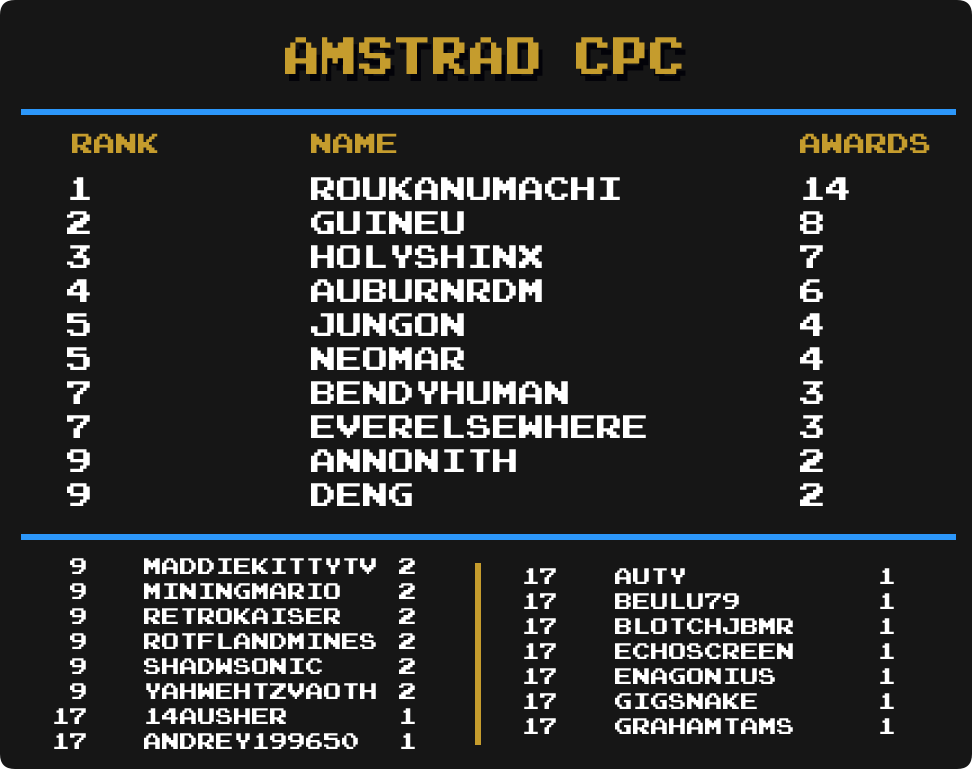 AMSTRAD CPC
RANK NAME AWARDS
1 ROUKANUMACHI 14
2 GUINEU 8
3 HOLYSHINX 7
4 AUBURNRDM 6
5 JUNGON 4
5 NEOMAR 4
7 BENDYHUMAN 3
7 EVERELSEWHERE 3
9 ANNONITH 2
9 DENG 2
9 MADDIEKITTYTV 2
9 MININGMARIO 2
9 RETROKAISER 2
9 ROTFLANDMINES 2
9 SHADWSONIC 2
9 YAHWEHTZVAOTH 2
17 14AUSHER 1
17 ANDREY199650 1
17 AUTY 1
17 BEULU79 1
17 BLOTCHJBMR 1
17 ECHOSCREEN 1
17 ENAGONIUS 1
17 GIGSNAKE 1
17 GRAHAMTAMS 1